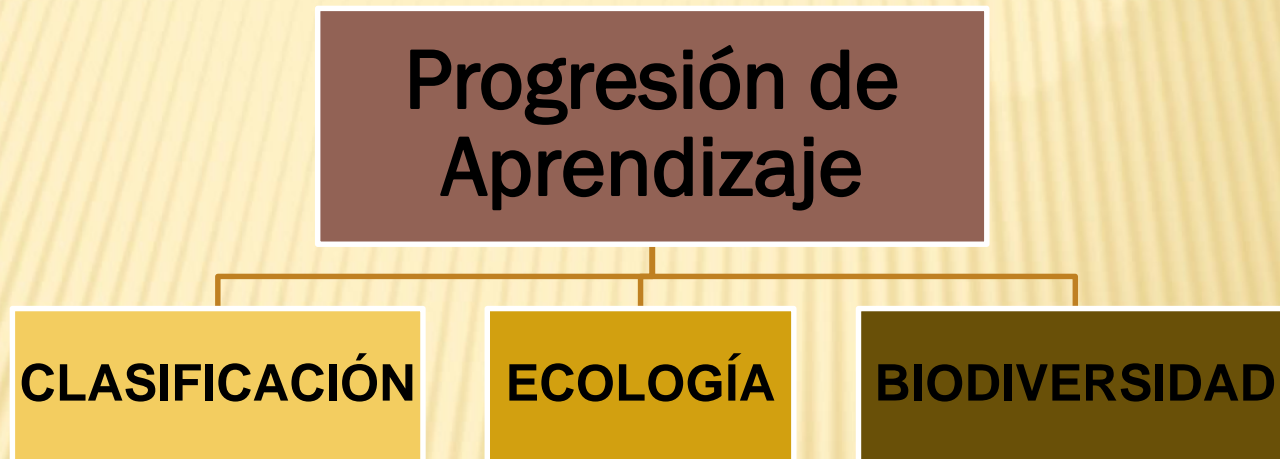 Progresión de
Aprendizaje
CLASIFICACIÓN
ECOLOGÍA
BIODIVERSIDAD